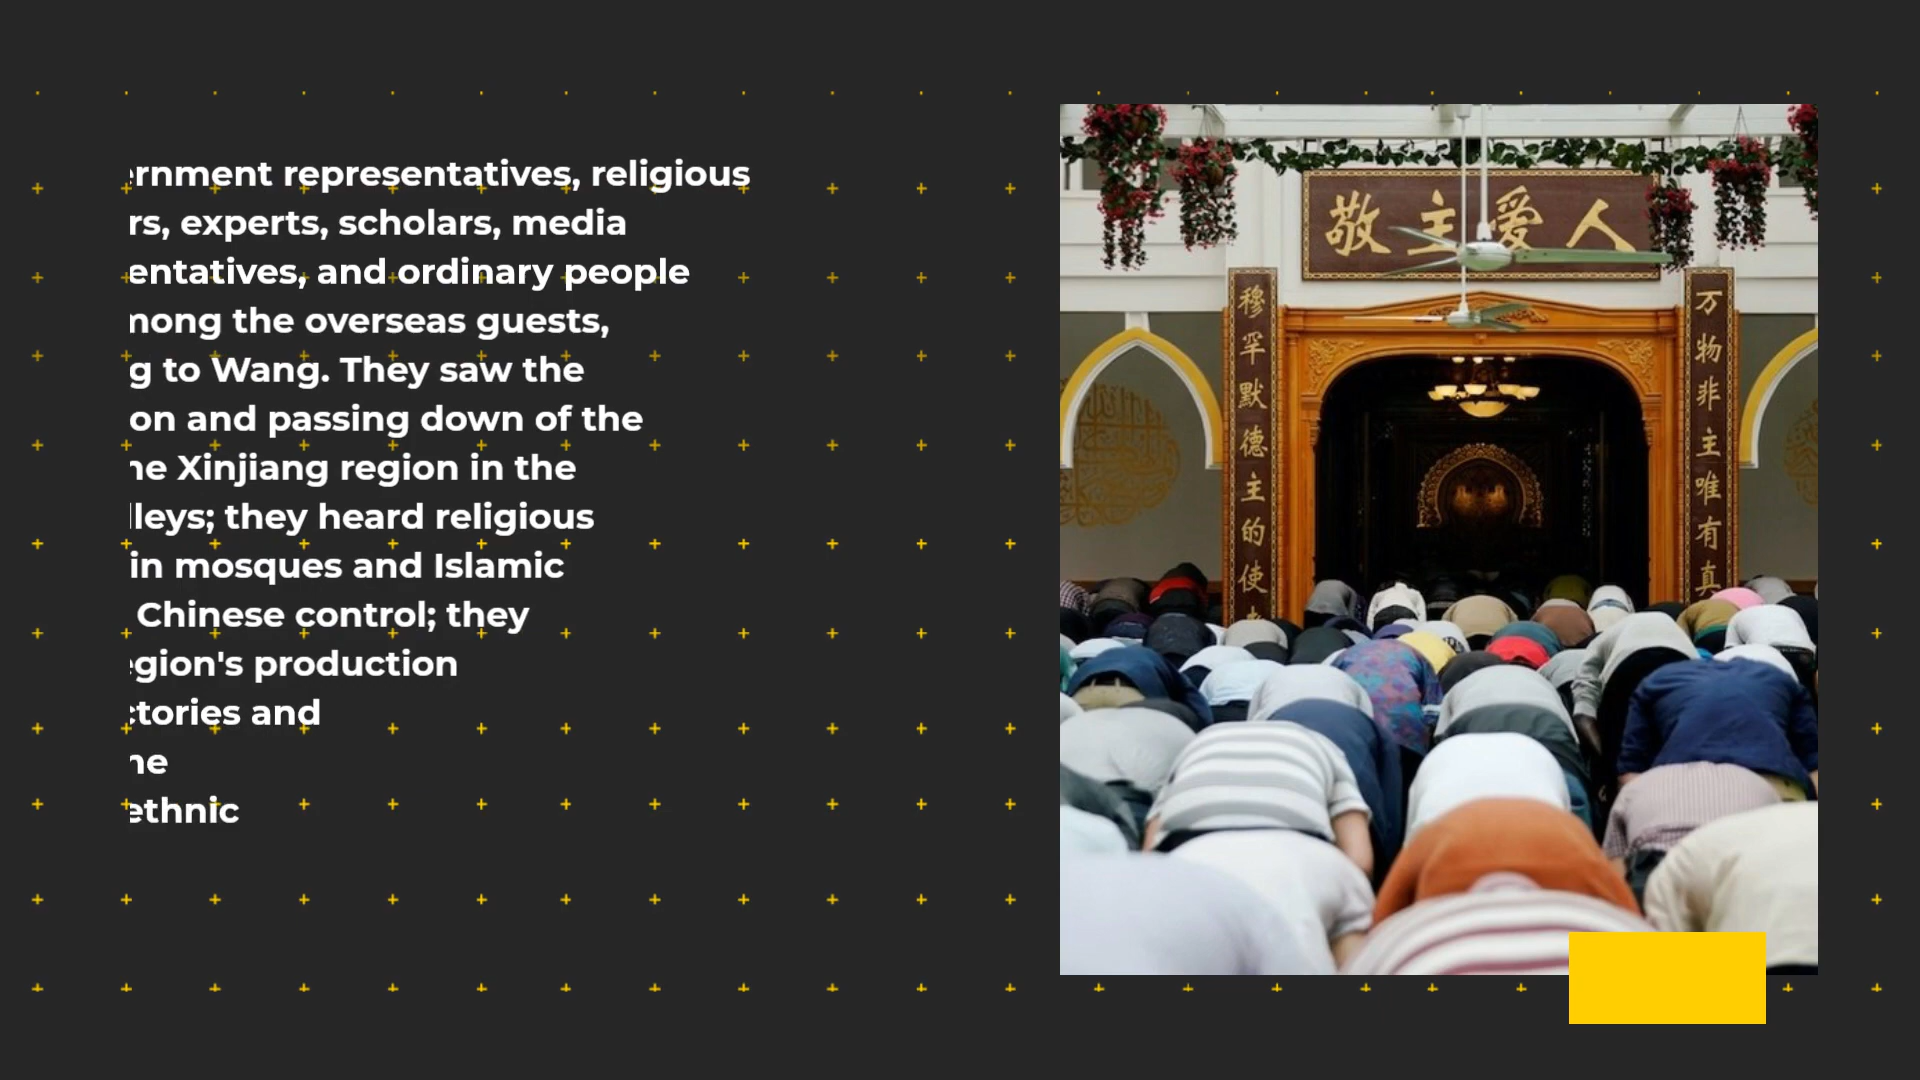 ernment representatives, religious
rs, experts, scholars, media
entatives, and ordinary people
mong the overseas guests,
g to Wang. They saw the
on and passing down of the
he Xinjiang region in the
lleys; they heard religious
in mosques and Islamic
Chinese control; they
egion's production
ctories and
ne
ethnic
敬主爱人
穆罕默德主的使
万物非主唯有真